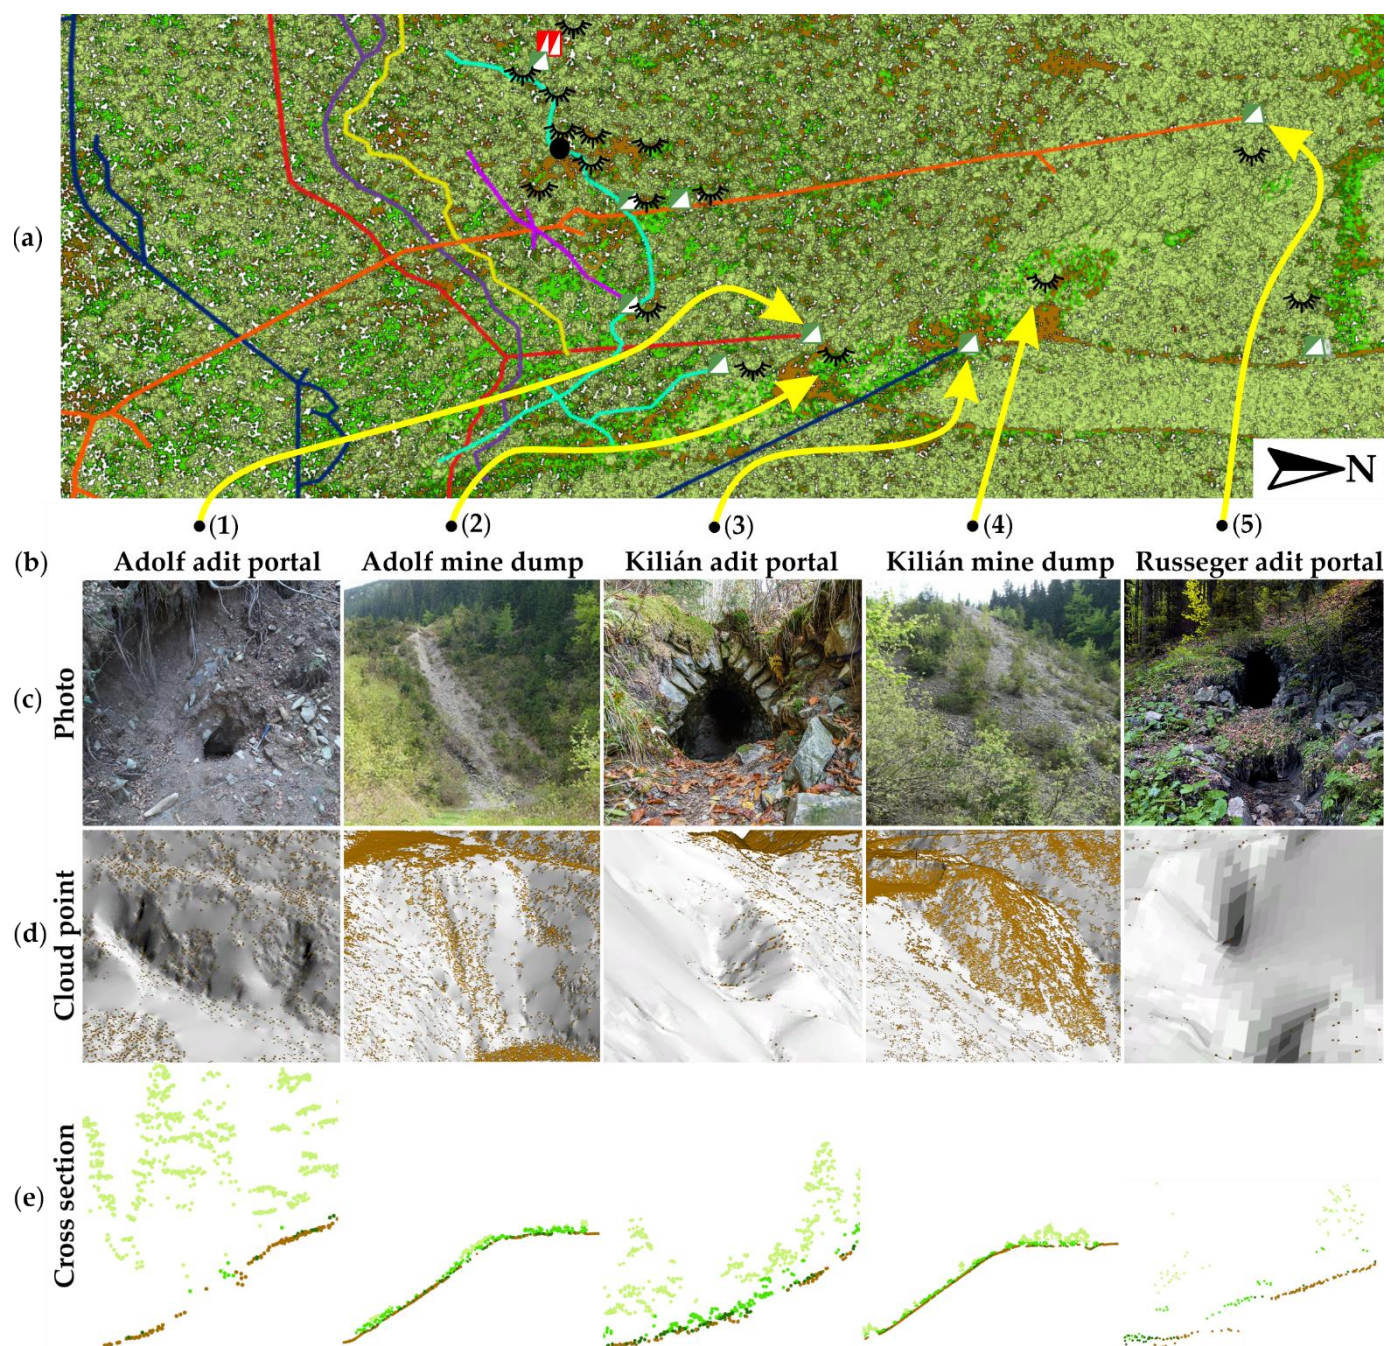 (a)
N
(1)
(2)
(3)
(4)
(5)
(b)
Adolf adit portal
Adolf mine dump
Kilián adit portal
Kilián mine dump
Russeger adit portal
(c)
Photo
(d)
Cloud point
(e)
Cross section